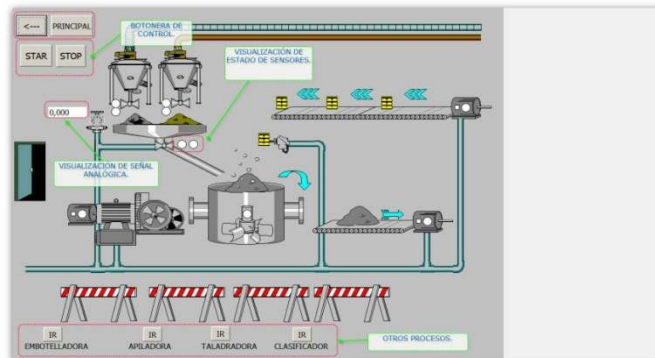 <--- PRINCIPAL
BOTONERA DE
CONTROL.
STAR STOP
VISUALIZACIÓN DE
ESTADO DE SENSORES.
0,000
VISUALIZACIÓN DE SEÑAL
ANALÓGICA.
IR IR IR IR
EMBOTELLADORA APILADORA TALADRADORA CLASIFICADOR
OTROS PROCESOS.